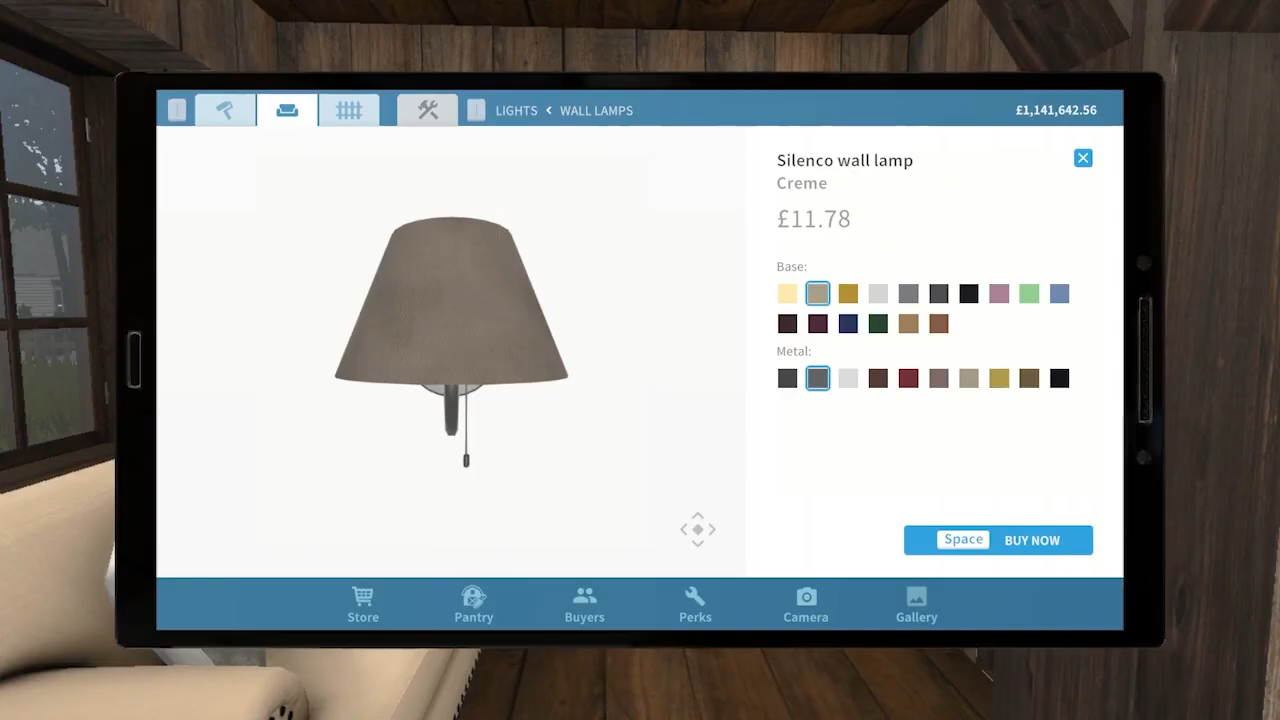 LIGHTS < WALL LAMPS
£1,141,642.56
Silenco wall lamp
Creme
£11.78
Base:
Metal:
Space BUY NOW
Store Pantry Buyers Perks Camera Gallery